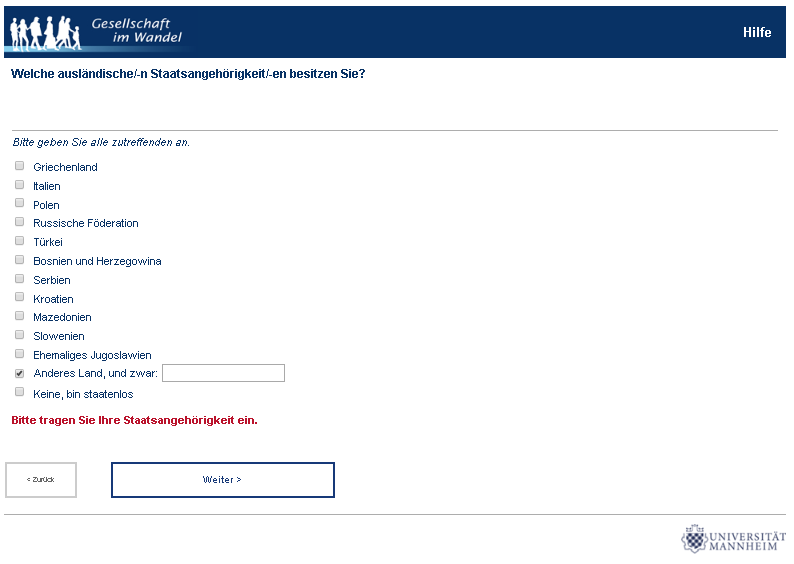 Gesellschaft
im Wandel
Hilfe
Welche ausländische/-n Staatsangehörigkeit/-en besitzen Sie?
Bitte geben Sie alle zutreffenden an.
Griechenland
Italien
Polen
Russische Föderation
Türkei
Bosnien und Herzegowina
Serbien
Kroatien
Mazedonien
Slowenien
Ehemaliges Jugoslawien
Anderes Land, und zwar:
Keine, bin staatenlos
Bitte tragen Sie Ihre Staatsangehörigkeit ein.
< Zurück
Weiter >
UNIVERSITÄT
MANNHEIM